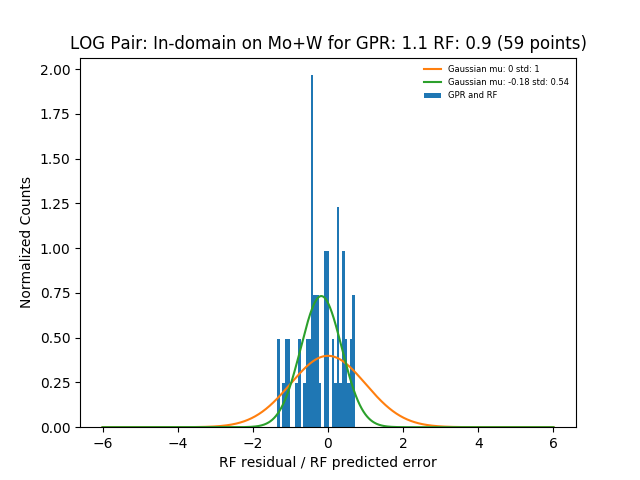 LOG Pair: In-domain on Mo+W for GPR: 1.1 RF: 0.9 (59 points)
Gaussian mu: 0 std: 1
Gaussian mu: -0.18 std: 0.54
GPR and RF
Normalized Counts
2.00
1.75
1.50
1.25
1.00
0.75
0.50
0.25
0.00
−6
−4
−2
0
2
4
6
RF residual / RF predicted error